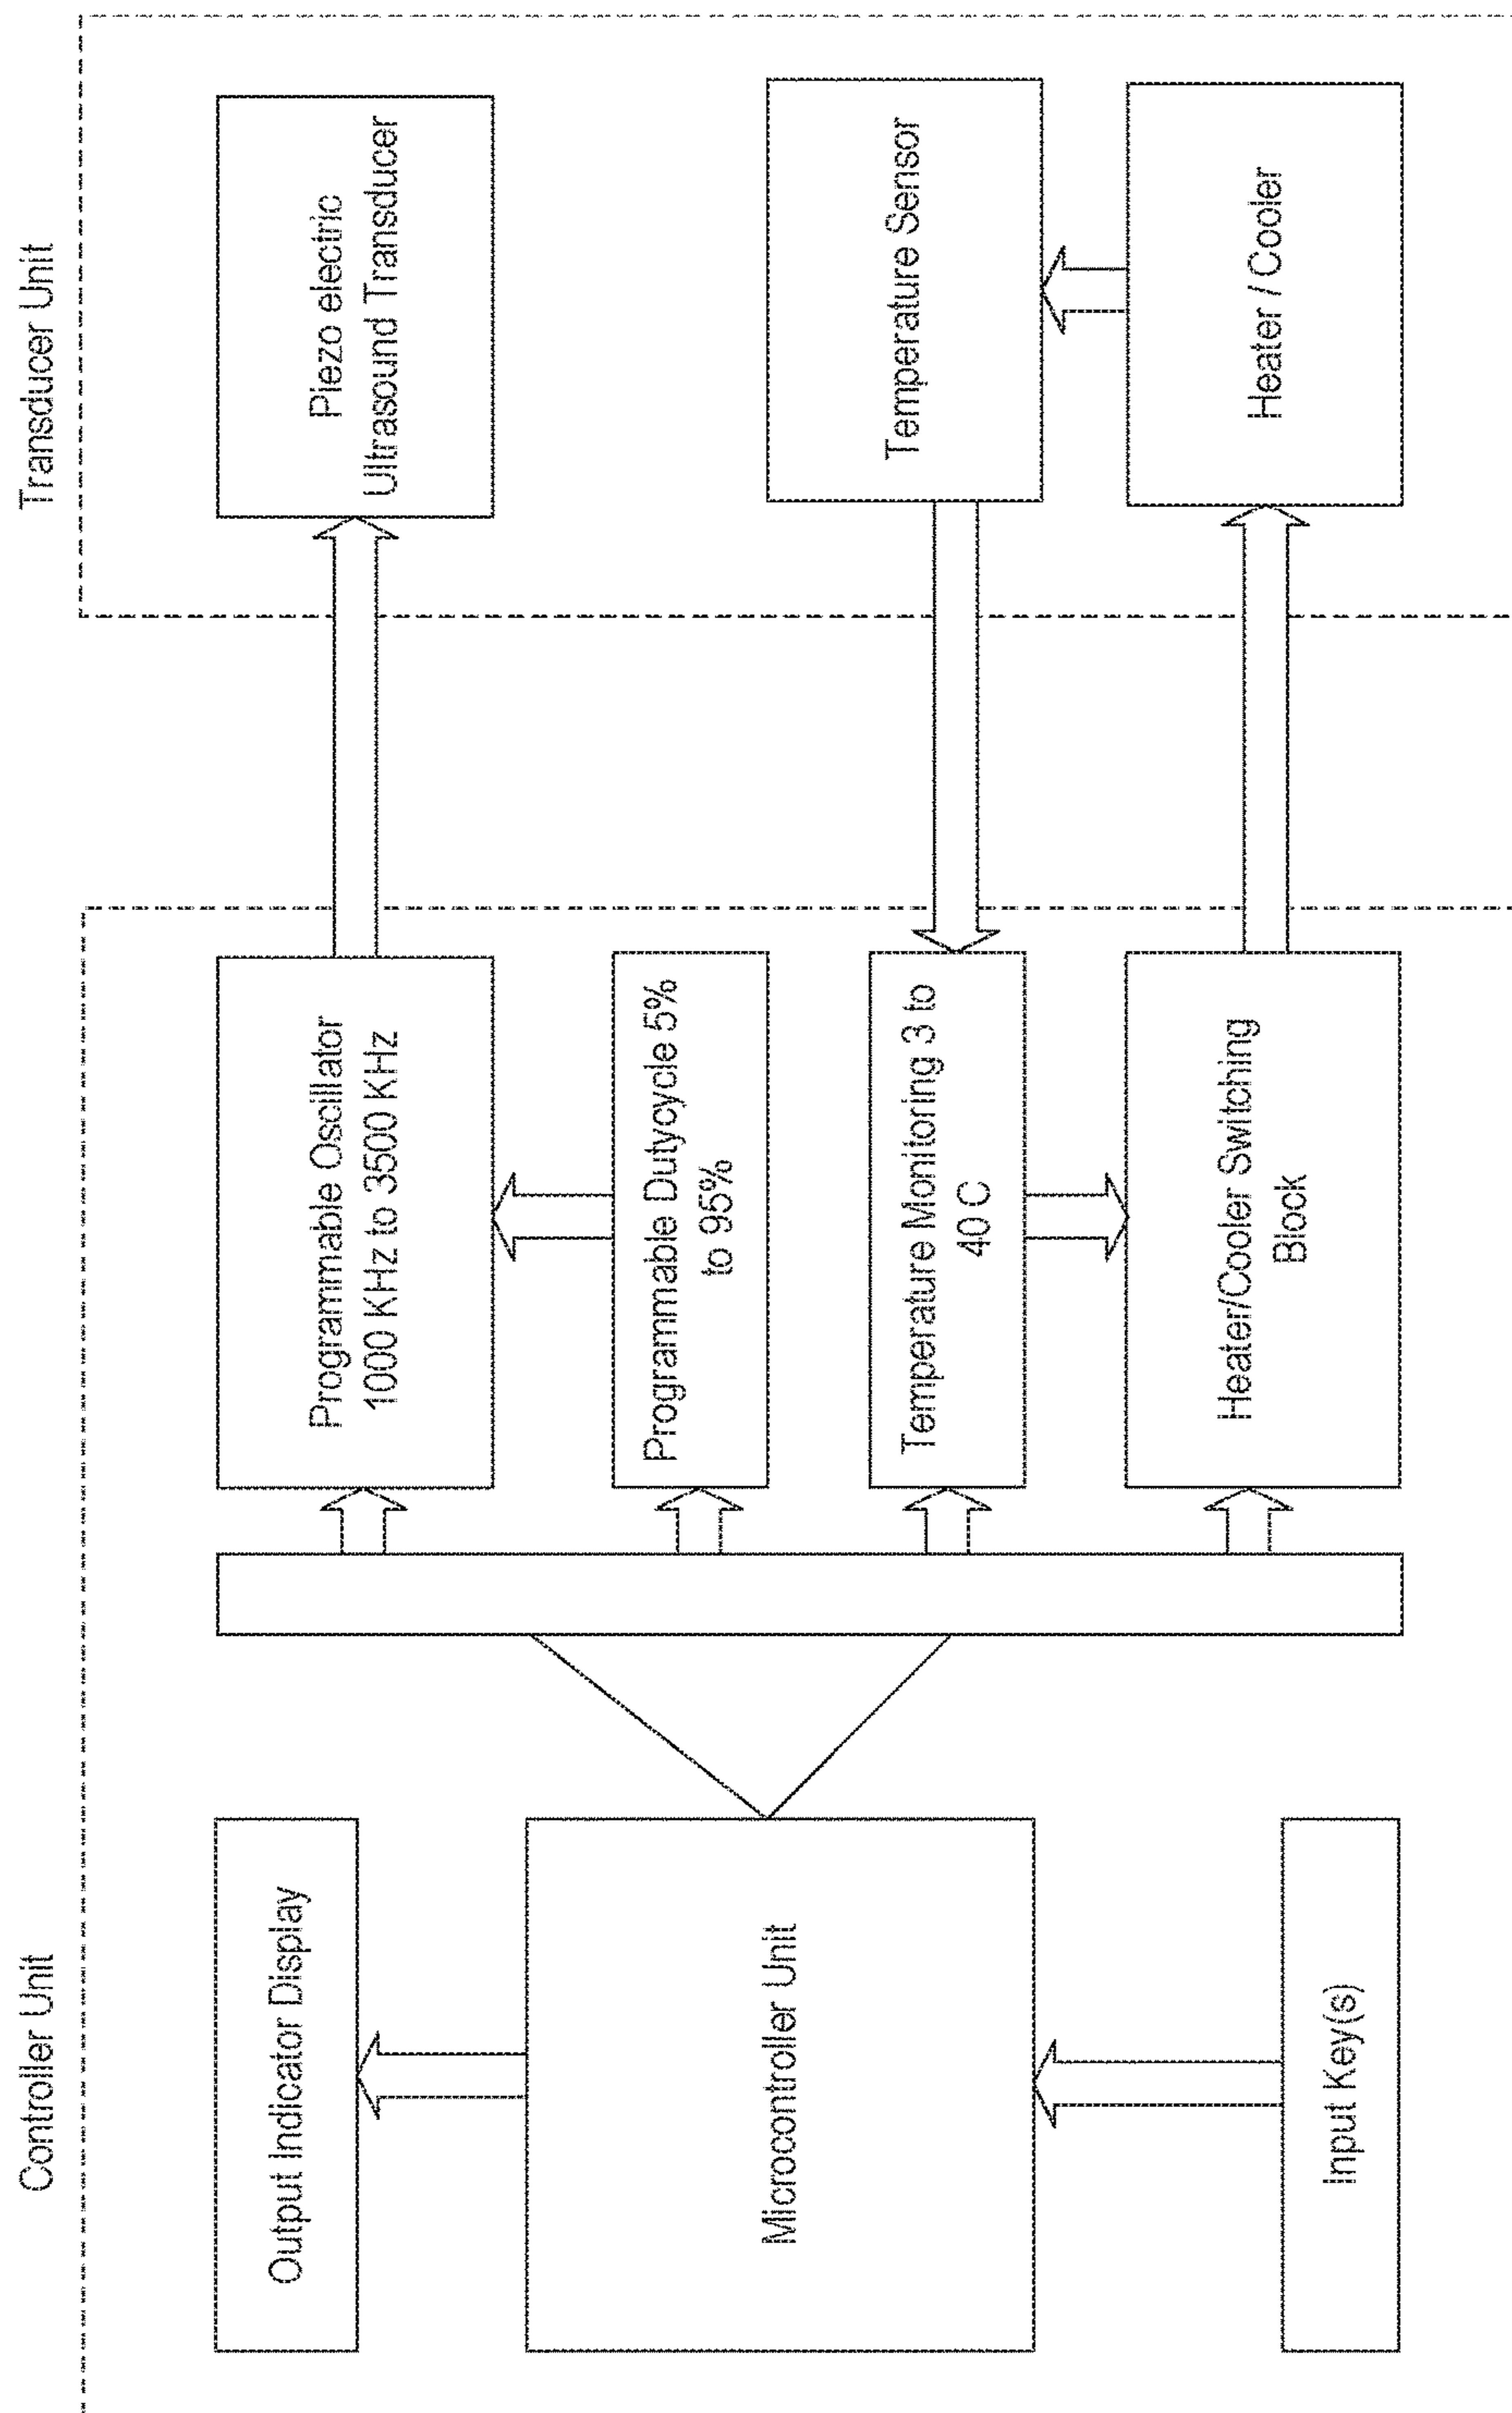 Controller Unit
Transducer Unit
Output Indicator Display
Microcontroller Unit
Input Key(s)
Programmable Oscillator
1000 KHz to 3500 KHz
Programmable Dutycycle 5%
to 95%
Temperature Monitoring 3 to
40 C
Heater/Cooler Switching
Block
Piezo electric
Ultrasound Transducer
Temperature Sensor
Heater / Cooler